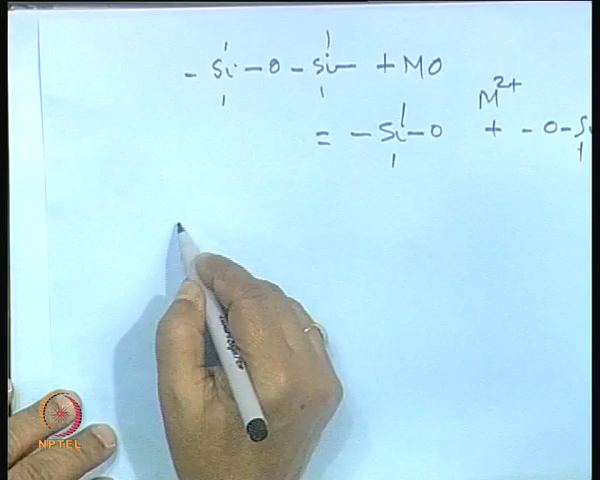 - Si - O - Si - + MO
M2+
= - Si - O + - O - Si
NPTEL